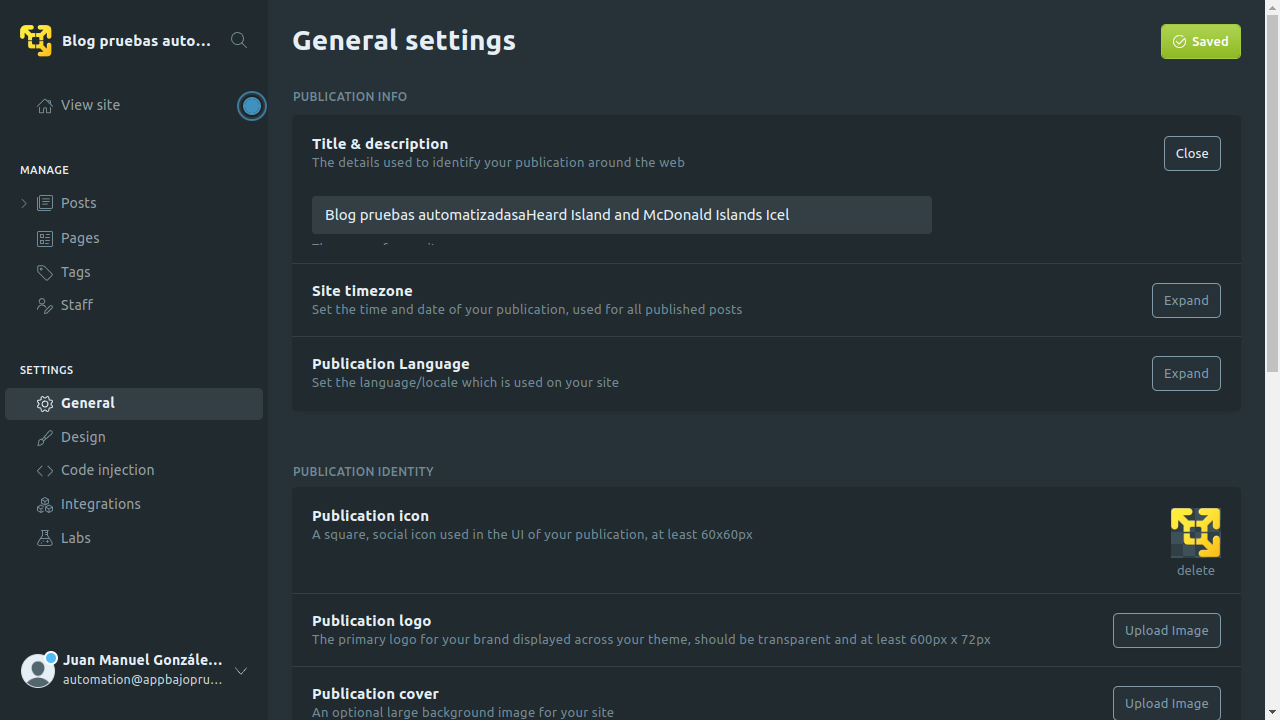 Blog pruebas auto...
View site
MANAGE
Posts
Pages
Tags
Staff
SETTINGS
General
Design
Code injection
Integrations
Labs
Juan Manuel Gonzále...
automation@appbajopru...
General settings
Saved
PUBLICATION INFO
Title & description
The details used to identify your publication around the web
Close
Blog pruebas automatizadasaHeard Island and McDonald Islands Icel
Site timezone
Set the time and date of your publication, used for all published posts
Expand
Publication Language
Set the language/locale which is used on your site
Expand
PUBLICATION IDENTITY
Publication icon
A square, social icon used in the UI of your publication, at least 60x60px
delete
Publication logo
The primary logo for your brand displayed across your theme, should be transparent and at least 600px x 72px
Upload Image
Publication cover
An optional large background image for your site
Upload Image